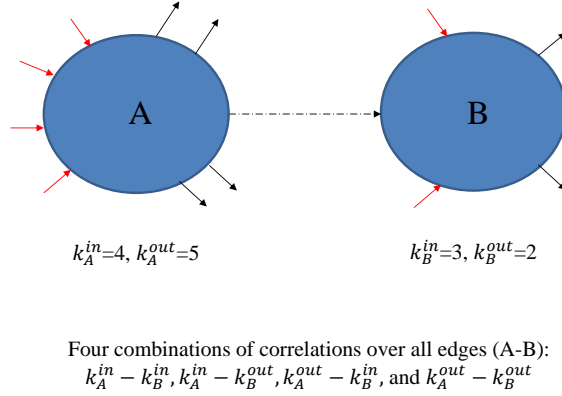 A
B
$k_A^{in}$=4, $k_A^{out}$=5
$k_B^{in}$=3, $k_B^{out}$=2
Four combinations of correlations over all edges (A-B):
$k_A^{in} - k_B^{in}, k_A^{in} - k_B^{out}, k_A^{out} - k_B^{in}$, and $k_A^{out} - k_B^{out}$